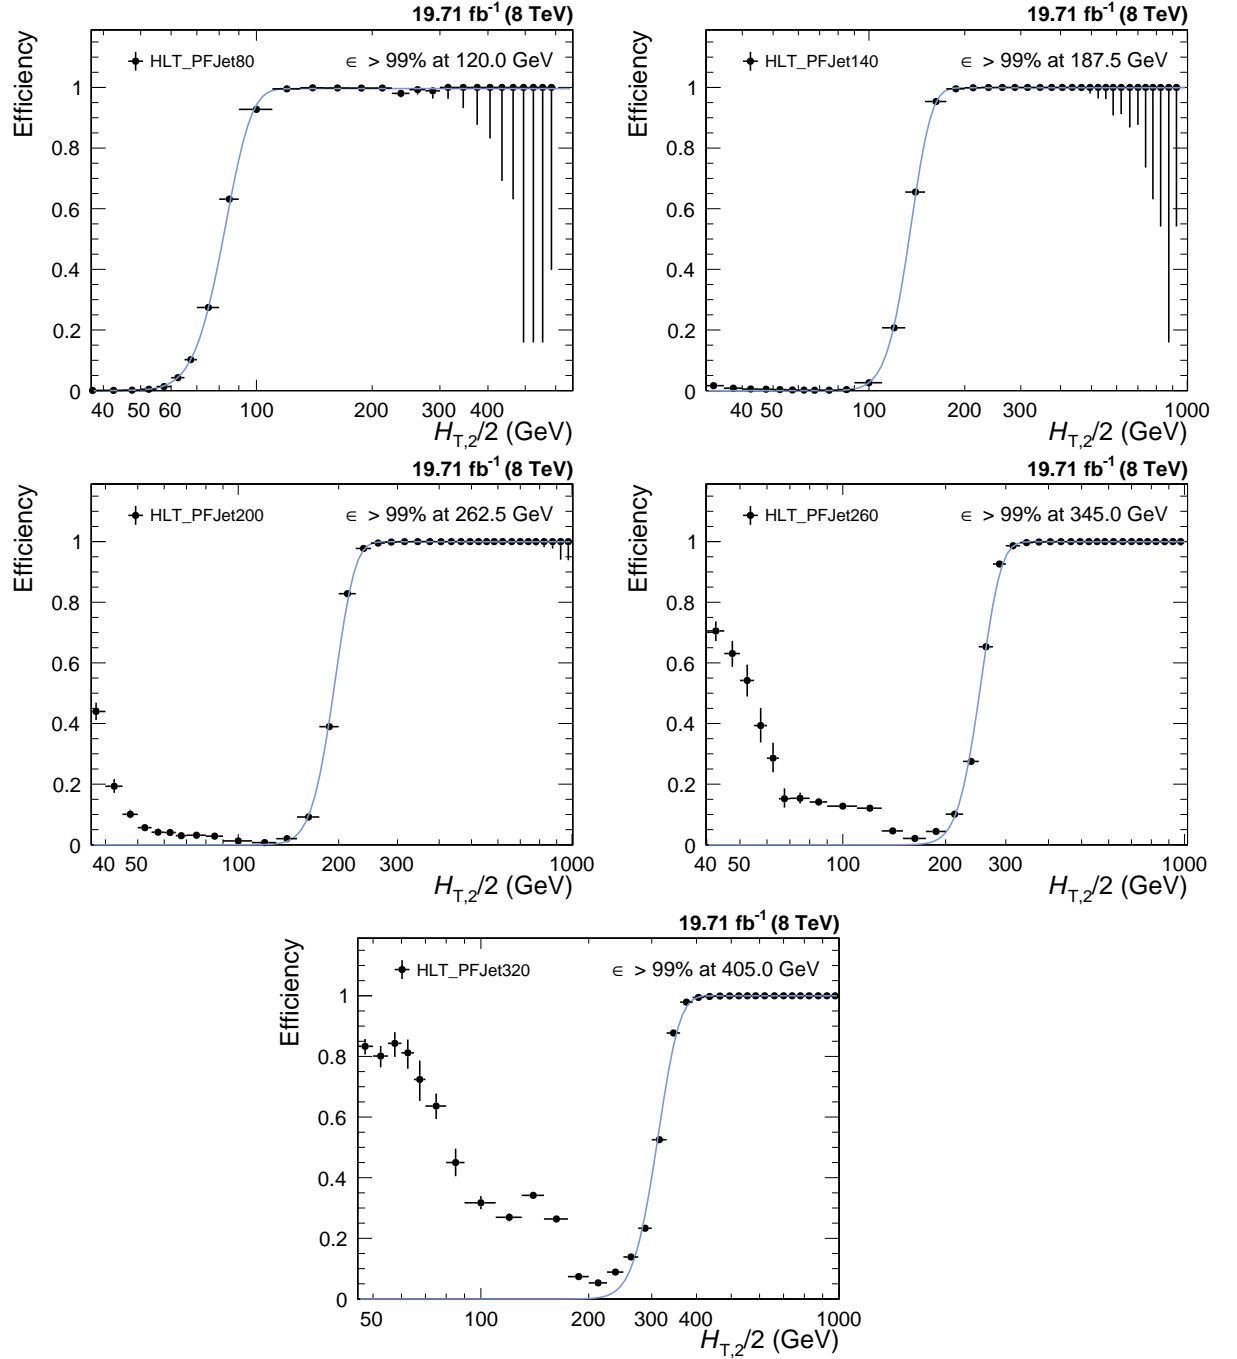 19.71 fb-1 (8 TeV)
Efficiency
HLT_PFJet80
ϵ > 99% at 120.0 GeV
1
0.8
0.6
0.4
0.2
0
40 50 60 100 200 300 400
HT,2/2 (GeV)
19.71 fb-1 (8 TeV)
Efficiency
HLT_PFJet140
ϵ > 99% at 187.5 GeV
1
0.8
0.6
0.4
0.2
0
40 50 100 200 300 1000
HT,2/2 (GeV)
19.71 fb-1 (8 TeV)
Efficiency
HLT_PFJet200
ϵ > 99% at 262.5 GeV
1
0.8
0.6
0.4
0.2
0
40 50 100 200 300 1000
HT,2/2 (GeV)
19.71 fb-1 (8 TeV)
Efficiency
HLT_PFJet260
ϵ > 99% at 345.0 GeV
1
0.8
0.6
0.4
0.2
0
40 50 100 200 300 1000
HT,2/2 (GeV)
19.71 fb-1 (8 TeV)
Efficiency
HLT_PFJet320
ϵ > 99% at 405.0 GeV
1
0.8
0.6
0.4
0.2
0
50 100 200 300 400 1000
HT,2/2 (GeV)